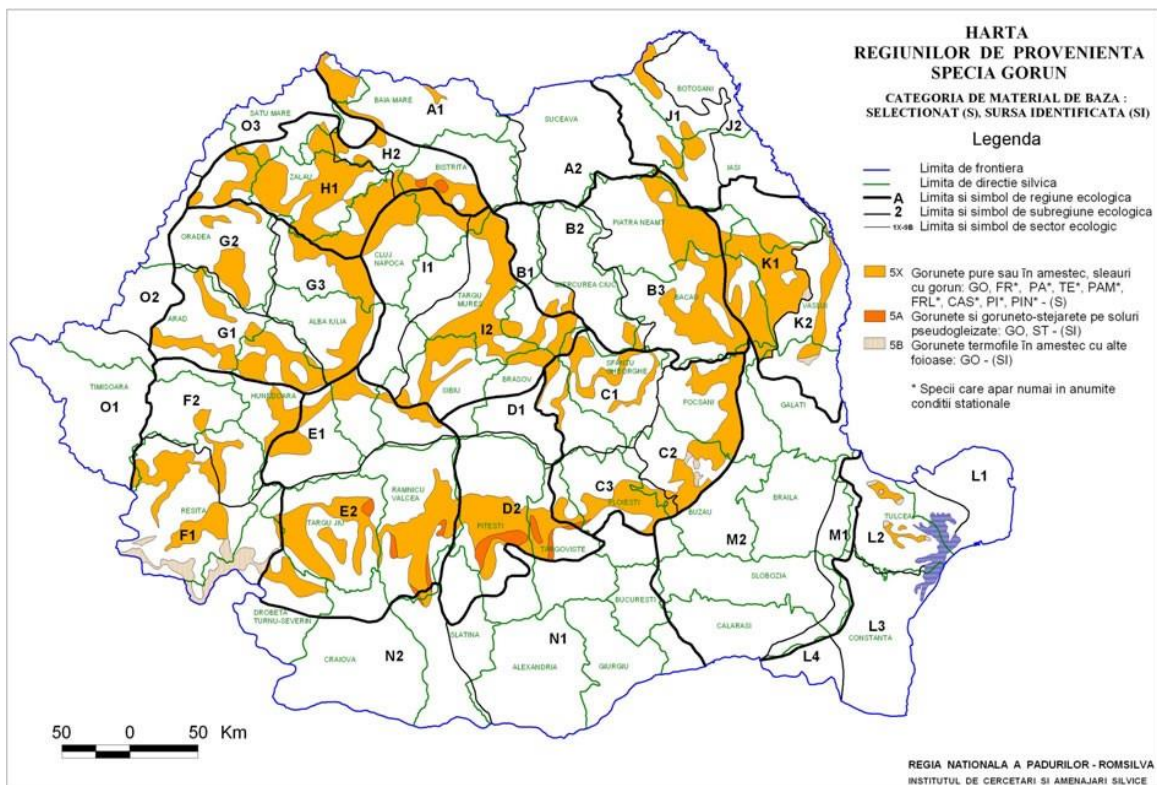 HARTA
REGIUNILOR DE PROVENIENTA
SPECIA GORUN
CATEGORIA DE MATERIAL DE BAZA :
SELECTIONAT (S), SURSA IDENTIFICATA (SI)
Legenda
Limita de frontiera
Limita de directie silvica
A Limita si simbol de regiune ecologica
2 Limita si simbol de subregiune ecologica
1X-9B Limita si simbol de sector ecologic
5X Gorunete pure sau în amestec, sleauri
cu gorun: GO, FR*, PA*, TE*, PAM*,
FRL*, CAS*, PI*, PIN* - (S)
5A Gorunete si goruneto-stejarete pe soluri
pseudogleizate: GO, ST - (SI)
5B Gorunete termofile în amestec cu alte
foioase: GO - (SI)
* Specii care apar numai in anumite
conditii stationale
BAIA MARE
A1
SATU MARE
O3
H2
BISTRITA
ZALAU
H1
SUCEAVA
A2
BOTOSANI
J1
J2
IASI
ORADEA
G2
G3
CLUJ
NAPOCA
I1
TARGU
MURES
I2
B1
B2
PIATRA NEAMT
MIERCUREA CIUC
B3
BACAU
K1
VASLUI
K2
O2
ARAD
G1
ALBA IULIA
TIMISOARA
O1
F2
HUNEDOARA
E1
SIBIU
BRASOV
D1
SFANTU
GHEORGHE
C1
FOCSANI
C2
GALATI
RESITA
F1
E2
TARGU JIU
RAMNICU
VALCEA
D2
PITESTI
TARGOVISTE
C3
PLOIESTI
BUZAU
BRAILA
M2
M1
L1
TULCEA
L2
SLOBOZIA
BUCURESTI
CALARASI
L3
CONSTANTA
L4
DROBETA
TURNU-SEVERIN
CRAIOVA
N2
SLATINA
N1
ALEXANDRIA
GIURGIU
50 0 50 Km
REGIA NATIONALA A PADURILOR - ROMSILVA
INSTITUTUL DE CERCETARI SI AMENAJARI SILVICE